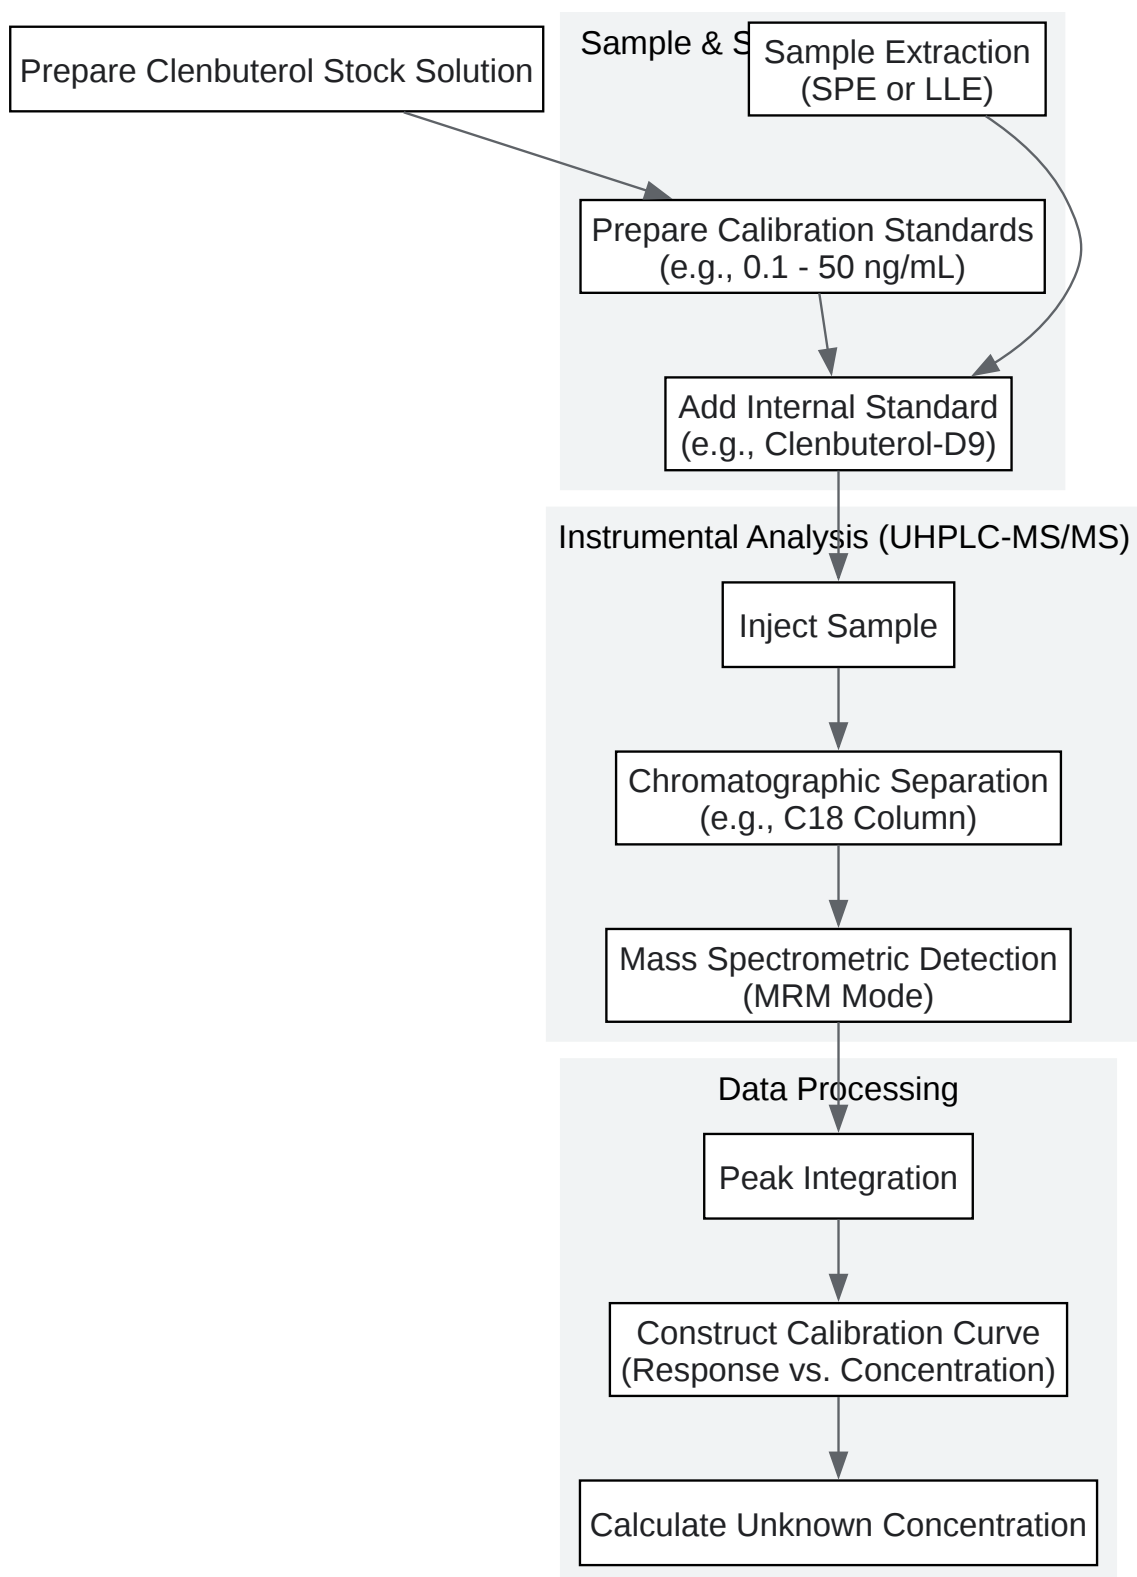 Prepare Clenbuterol Stock Solution
Sample & S
Sample Extraction
(SPE or LLE)
Prepare Calibration Standards
(e.g., 0.1 - 50 ng/mL)
Add Internal Standard
(e.g., Clenbuterol-D9)
Instrumental Analysis (UHPLC-MS/MS)
Inject Sample
Chromatographic Separation
(e.g., C18 Column)
Mass Spectrometric Detection
(MRM Mode)
Data Processing
Peak Integration
Construct Calibration Curve
(Response vs. Concentration)
Calculate Unknown Concentration